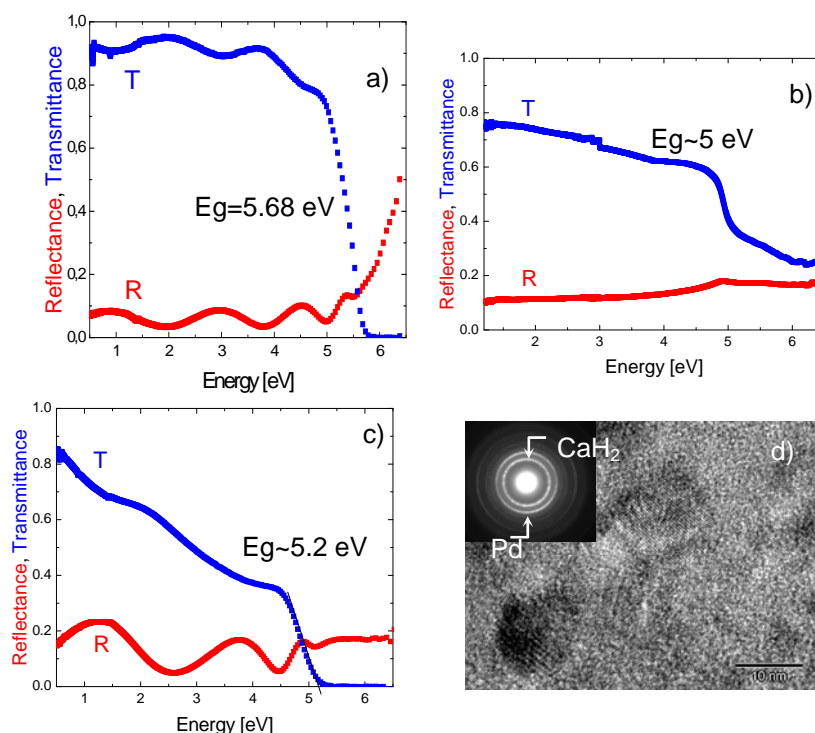 1,0
0,8
0,6
0,4
0,2
0,0
T
a)
Eg=5.68 eV
R
1 2 3 4 5 6
Energy [eV]
Reflectance, Transmittance
1.0
0.8
0.6
0.4
0.2
0.0
b)
T
Eg~5 eV
R
2 3 4 5 6
Energy [eV]
Reflectance, Transmittance
1.0
0.8
0.6
0.4
0.2
0.0
c)
T
Eg~5.2 eV
R
1 2 3 4 5 6
Energy [eV]
Reflectance, Transmittance
d)
CaH₂
Pd
10 nm